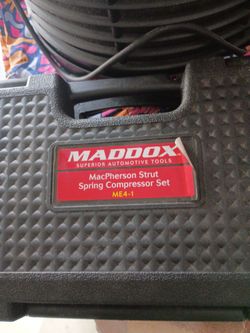 MADDOX
SUPERIOR AUTOMOTIVE TOOLS
MacPherson Strut
Spring Compressor Set
ME4-1